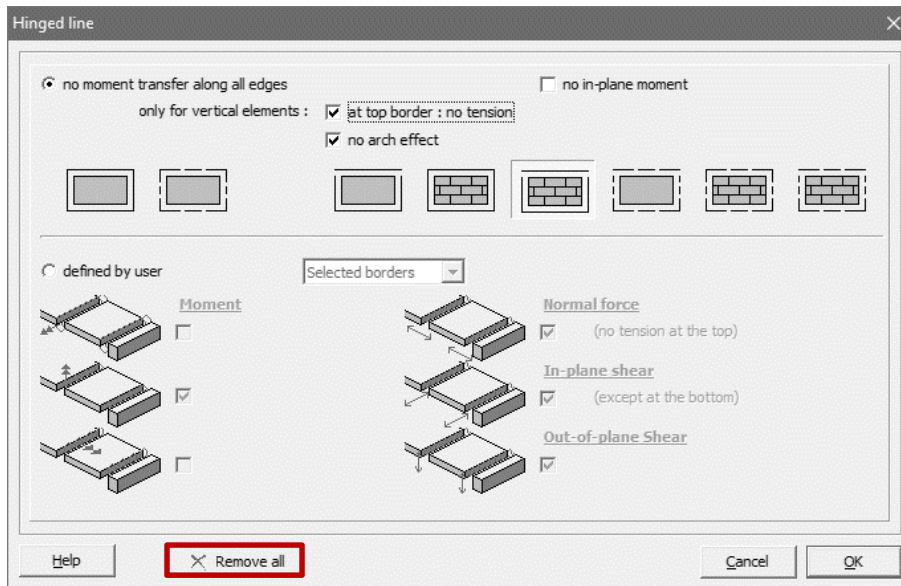 Hinged line
no moment transfer along all edges
no in-plane moment
only for vertical elements :
at top border : no tension
no arch effect
defined by user
Selected borders
Moment
Normal force
(no tension at the top)
In-plane shear
(except at the bottom)
Out-of-plane Shear
Help
Remove all
Cancel
OK